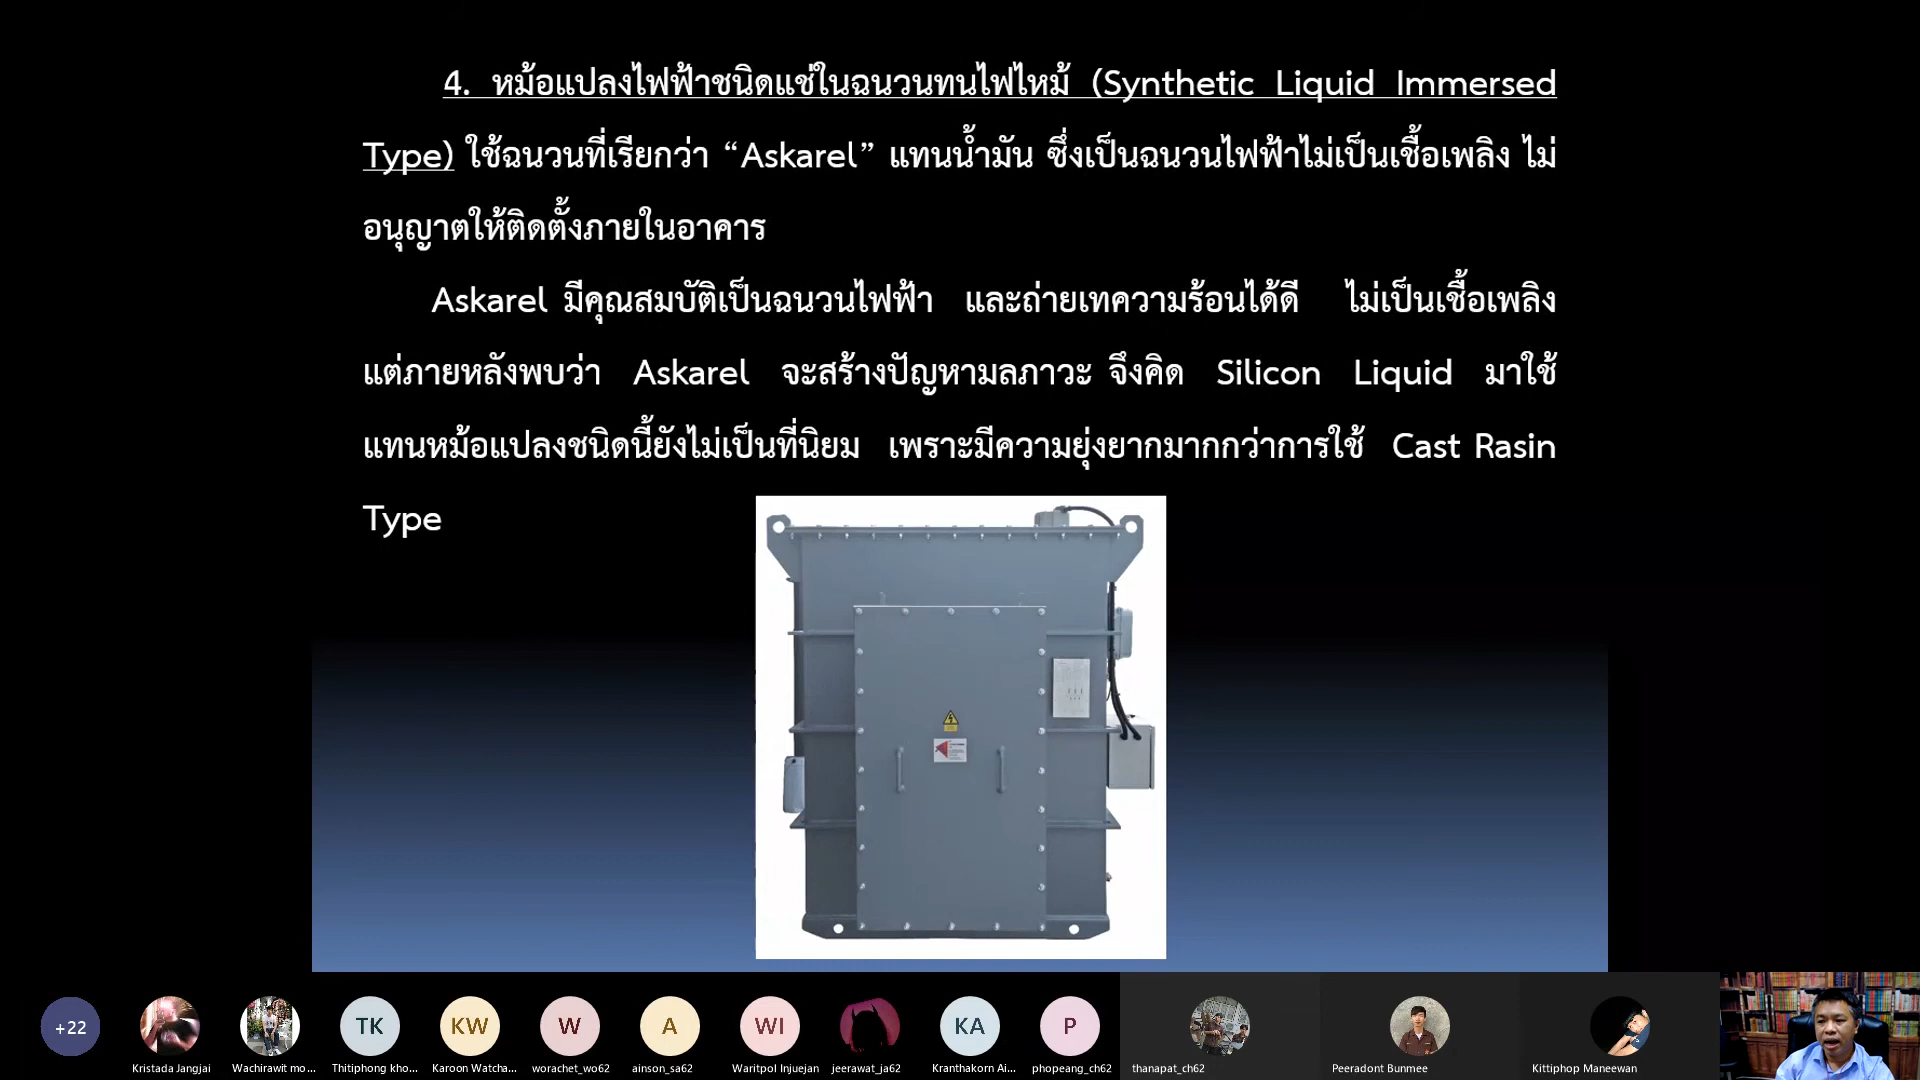 4. หม้อแปลงไฟฟ้าชนิดแช่ในฉนวนทนไฟไหม้ (Synthetic Liquid Immersed
Type) ใช้ฉนวนที่เรียกว่า “Askarel” แทนน้ำมัน ซึ่งเป็นฉนวนไฟฟ้าไม่เป็นเชื้อเพลิง ไม่
อนุญาตให้ติดตั้งภายในอาคาร
Askarel มีคุณสมบัติเป็นฉนวนไฟฟ้า และถ่ายเทความร้อนได้ดี ไม่เป็นเชื้อเพลิง
แต่ภายหลังพบว่า Askarel จะสร้างปัญหามลภาวะ จึงคิด Silicon Liquid มาใช้
แทนหม้อแปลงชนิดนี้ยังไม่เป็นที่นิยม เพราะมีความยุ่งยากมากกว่าการใช้ Cast Rasin
Type
+22
TK
KW
W
A
WI
KA
P
Kristada Jangjai
Wachirawit mo...
Thitiphong kho...
Karoon Watcha...
worachet_wo62
ainson_sa62
Waritpol Injuejan
jeerawat_ja62
Kranthakorn Ai...
phopeang_ch62
thanapat_ch62
Peeradont Bunmee
Kittiphop Maneewan